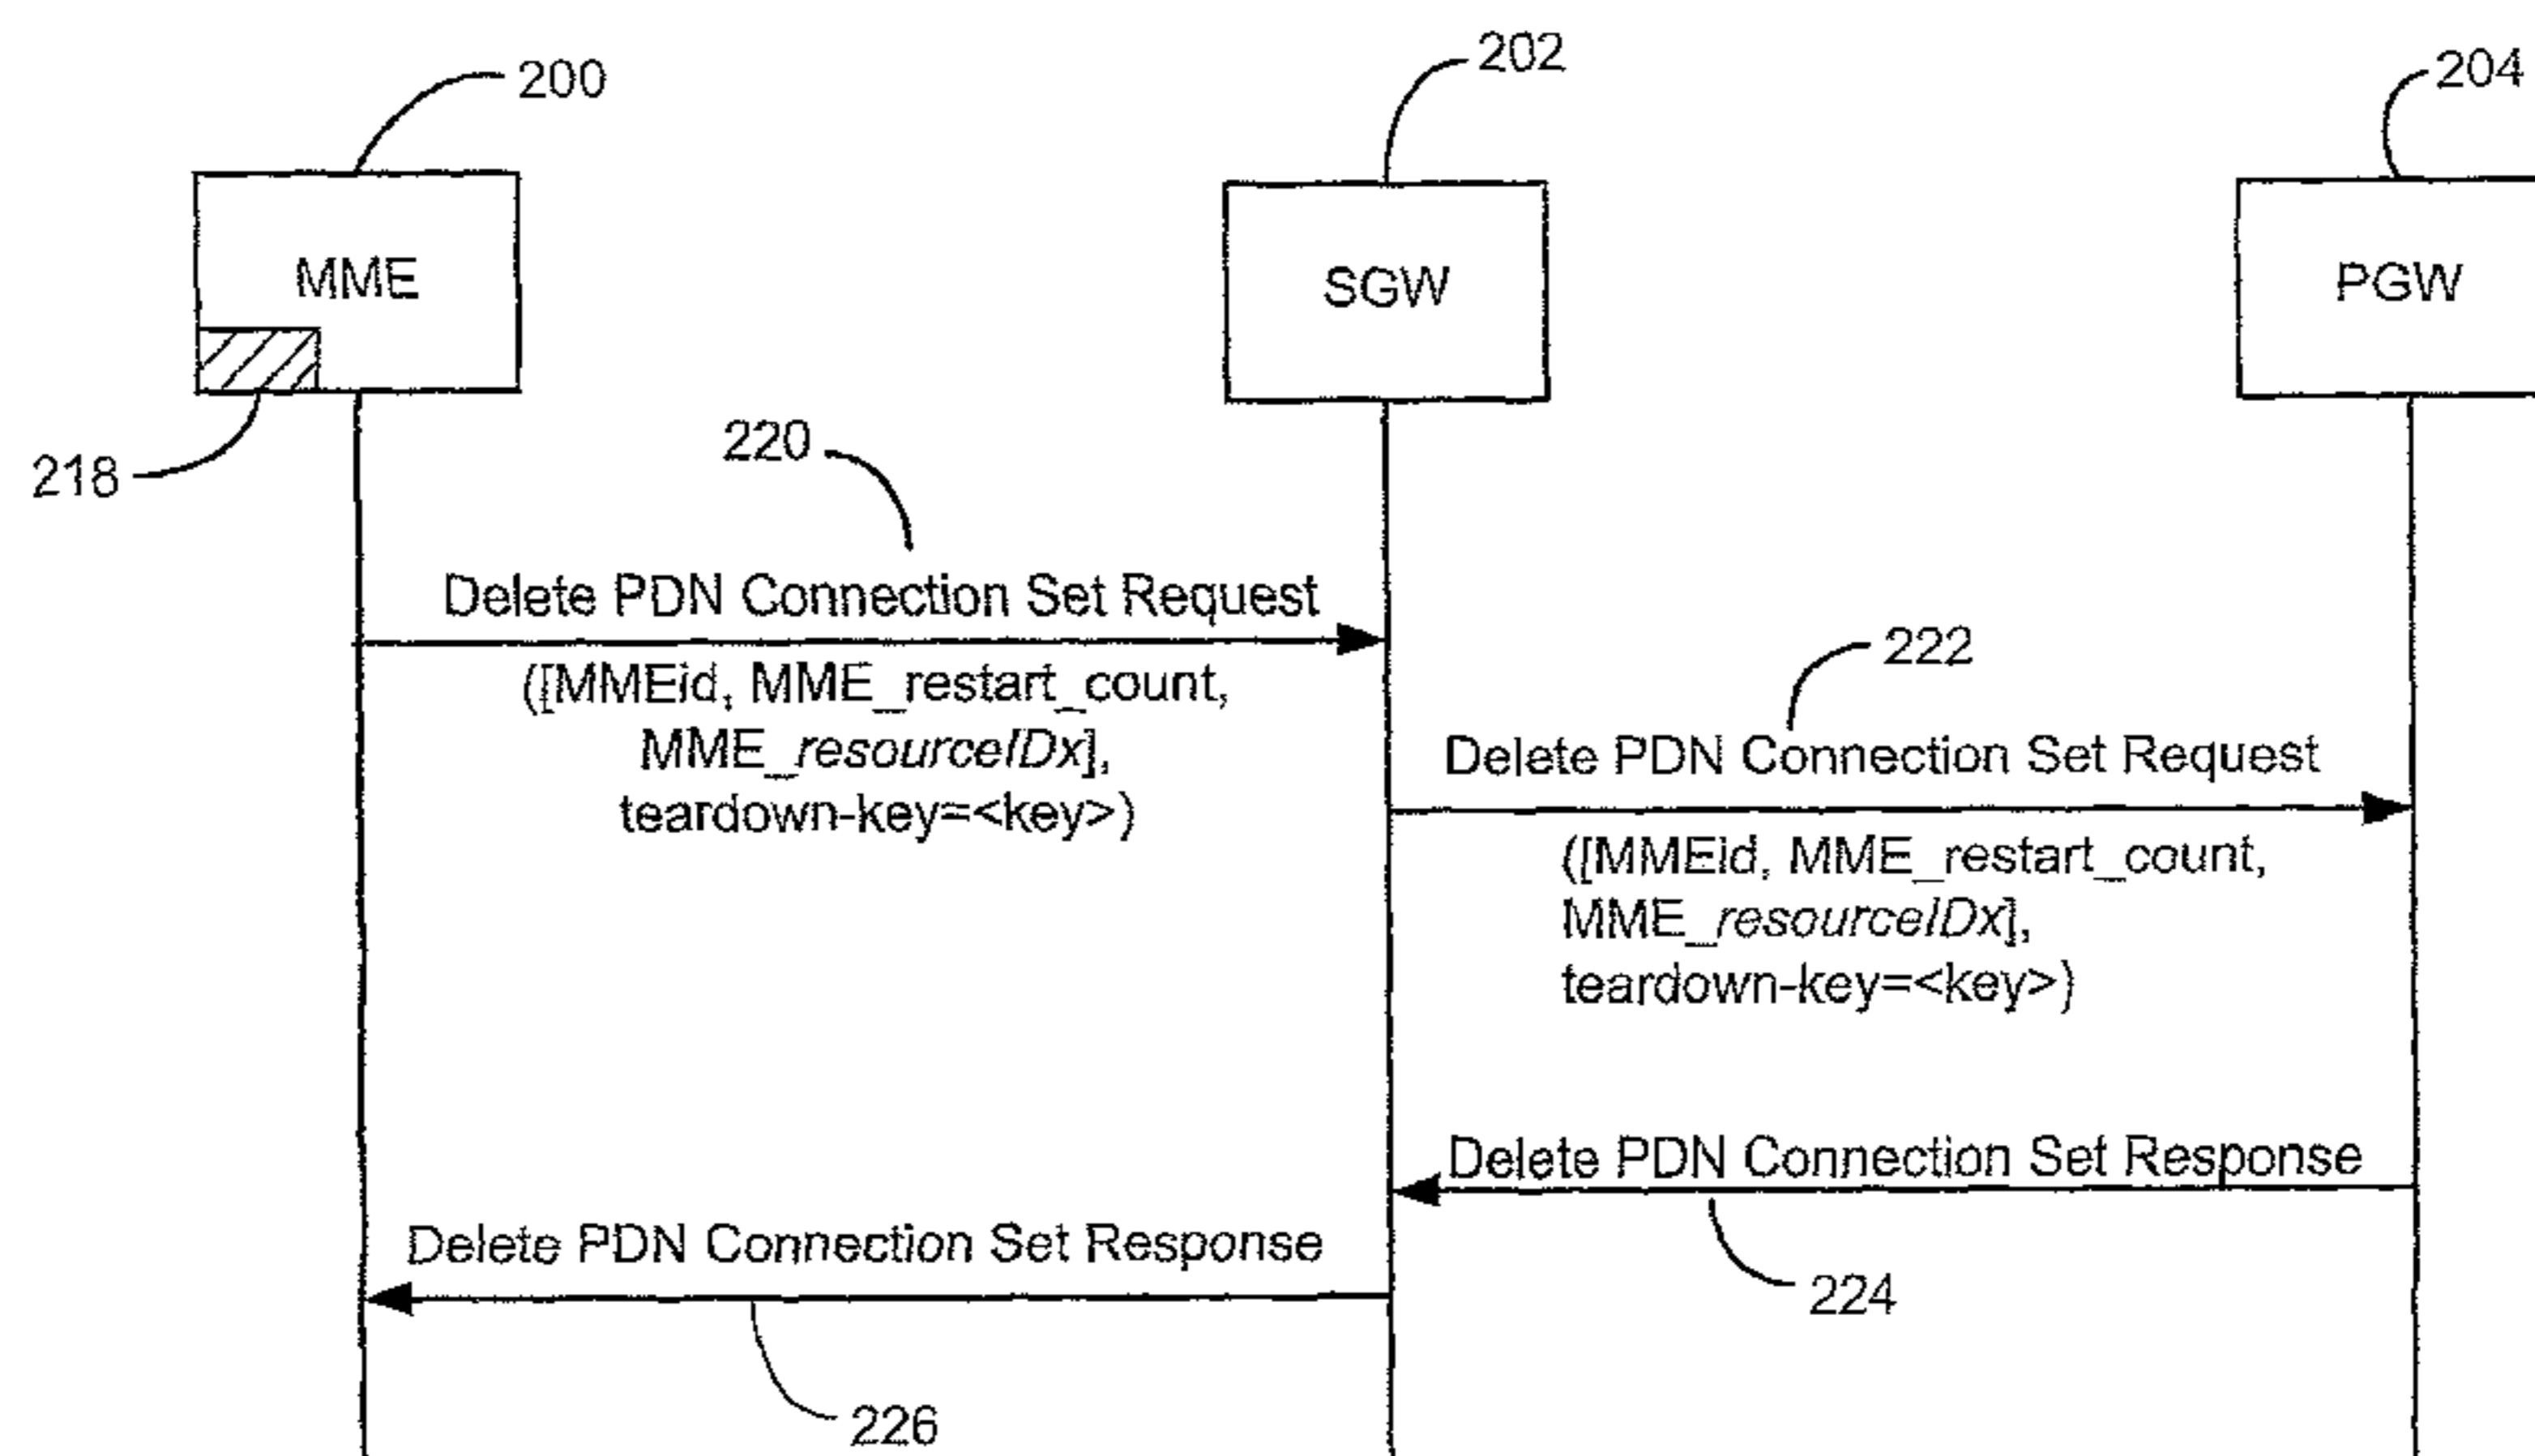 200
202
204
MME
SGW
PGW
218
220
Delete PDN Connection Set Request
([MMEid, MME_restart_count,
MME_resourceIDx],
teardown-key=<key>)
222
Delete PDN Connection Set Request
([MMEid, MME_restart_count,
MME_resourceIDx],
teardown-key=<key>)
Delete PDN Connection Set Response
224
Delete PDN Connection Set Response
226